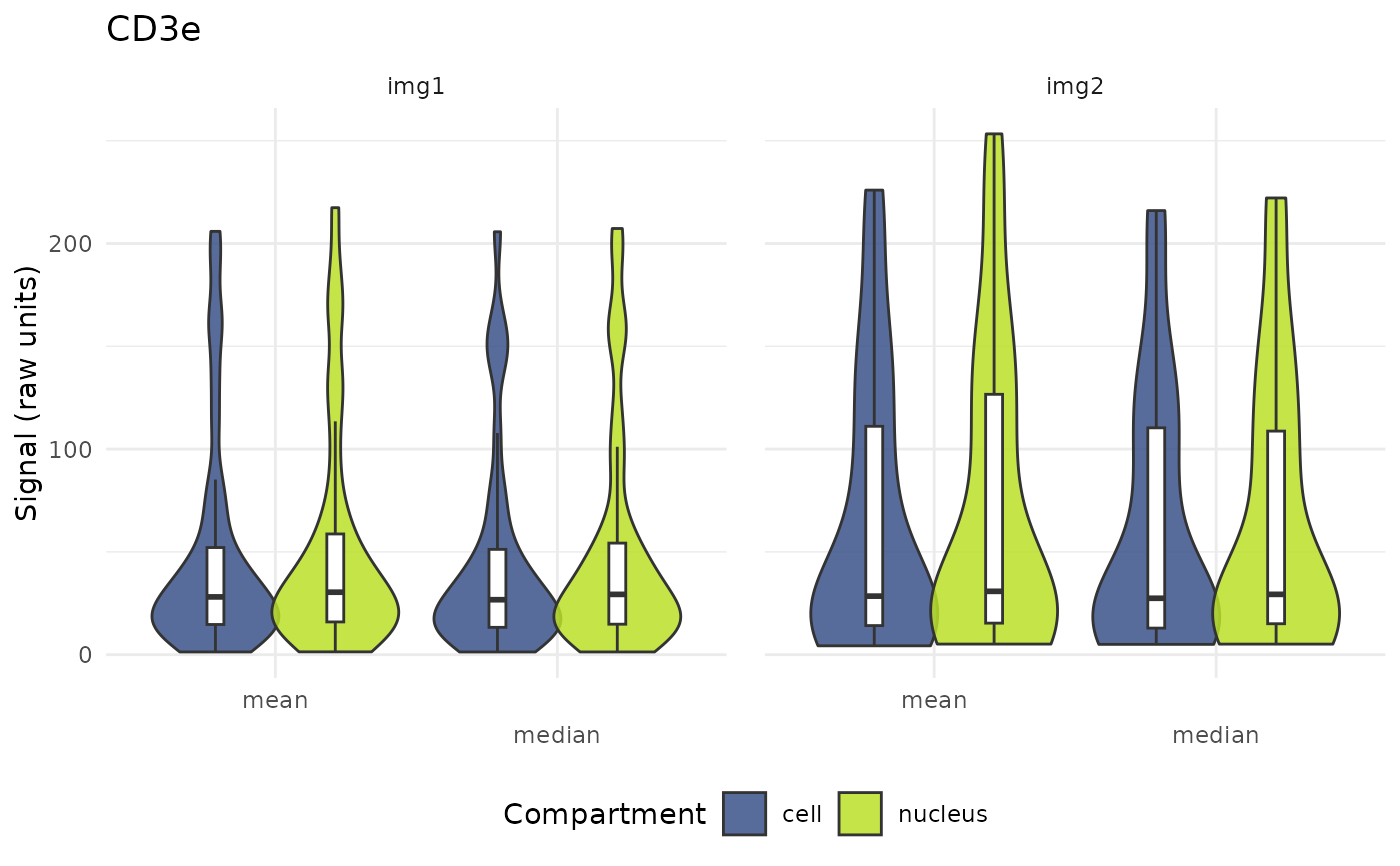 CD3e
img1
img2
Signal (raw units)
200
100
0
mean
median
mean
median
Compartment cell nucleus